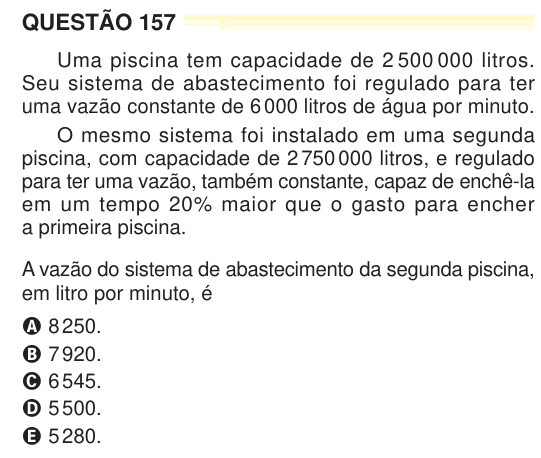 QUESTÃO 157
Uma piscina tem capacidade de 2 500 000 litros.
Seu sistema de abastecimento foi regulado para ter
uma vazão constante de 6 000 litros de água por minuto.
O mesmo sistema foi instalado em uma segunda
piscina, com capacidade de 2 750 000 litros, e regulado
para ter uma vazão, também constante, capaz de enchê-la
em um tempo 20% maior que o gasto para encher
a primeira piscina.
A vazão do sistema de abastecimento da segunda piscina,
em litro por minuto, é
A 8 250.
B 7 920.
C 6 545.
D 5 500.
E 5 280.